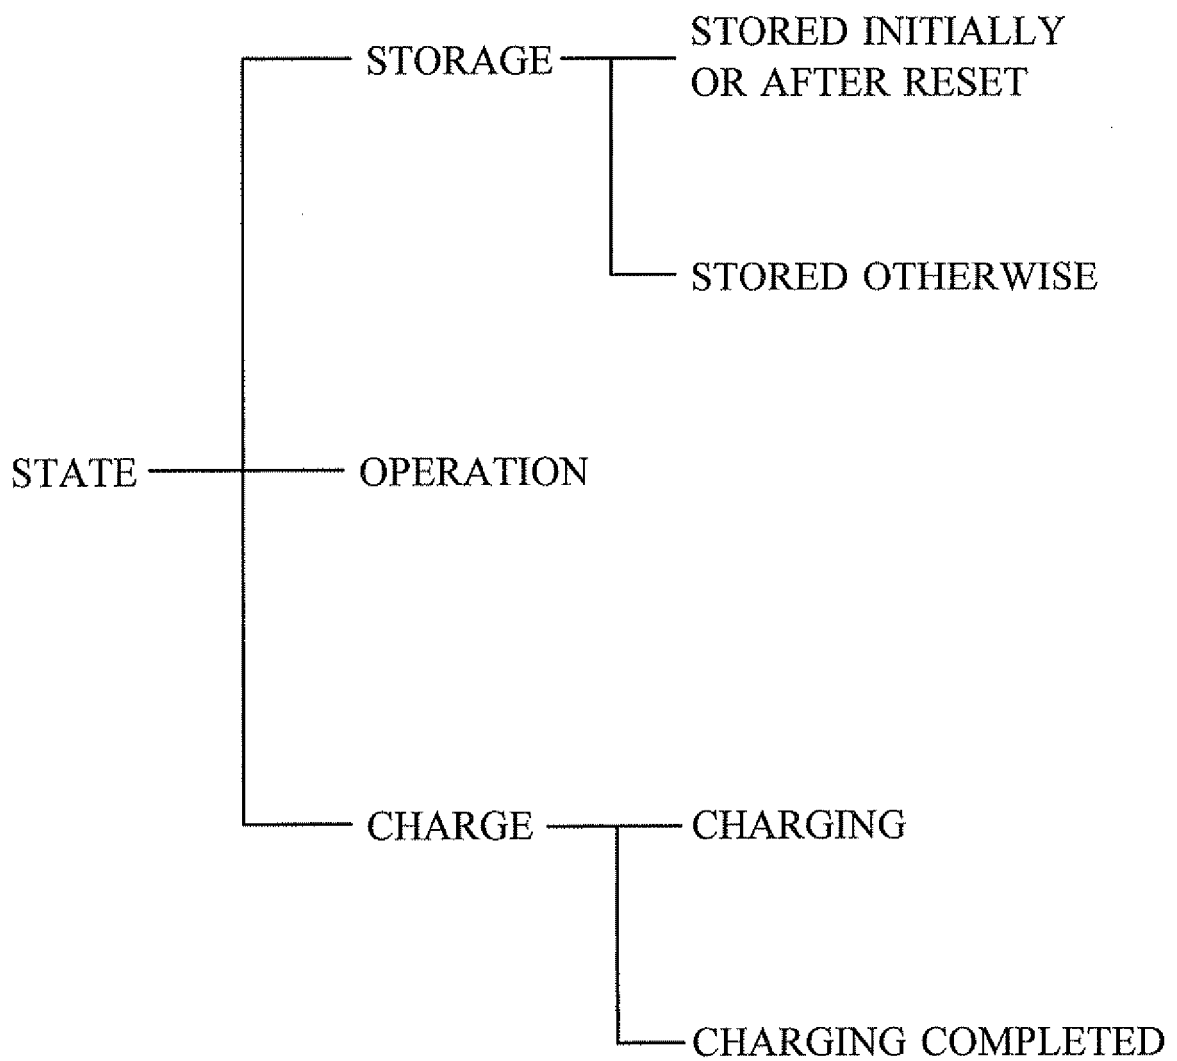 STORAGE
STORED INITIALLY
OR AFTER RESET
STORED OTHERWISE
STATE
OPERATION
CHARGE
CHARGING
CHARGING COMPLETED